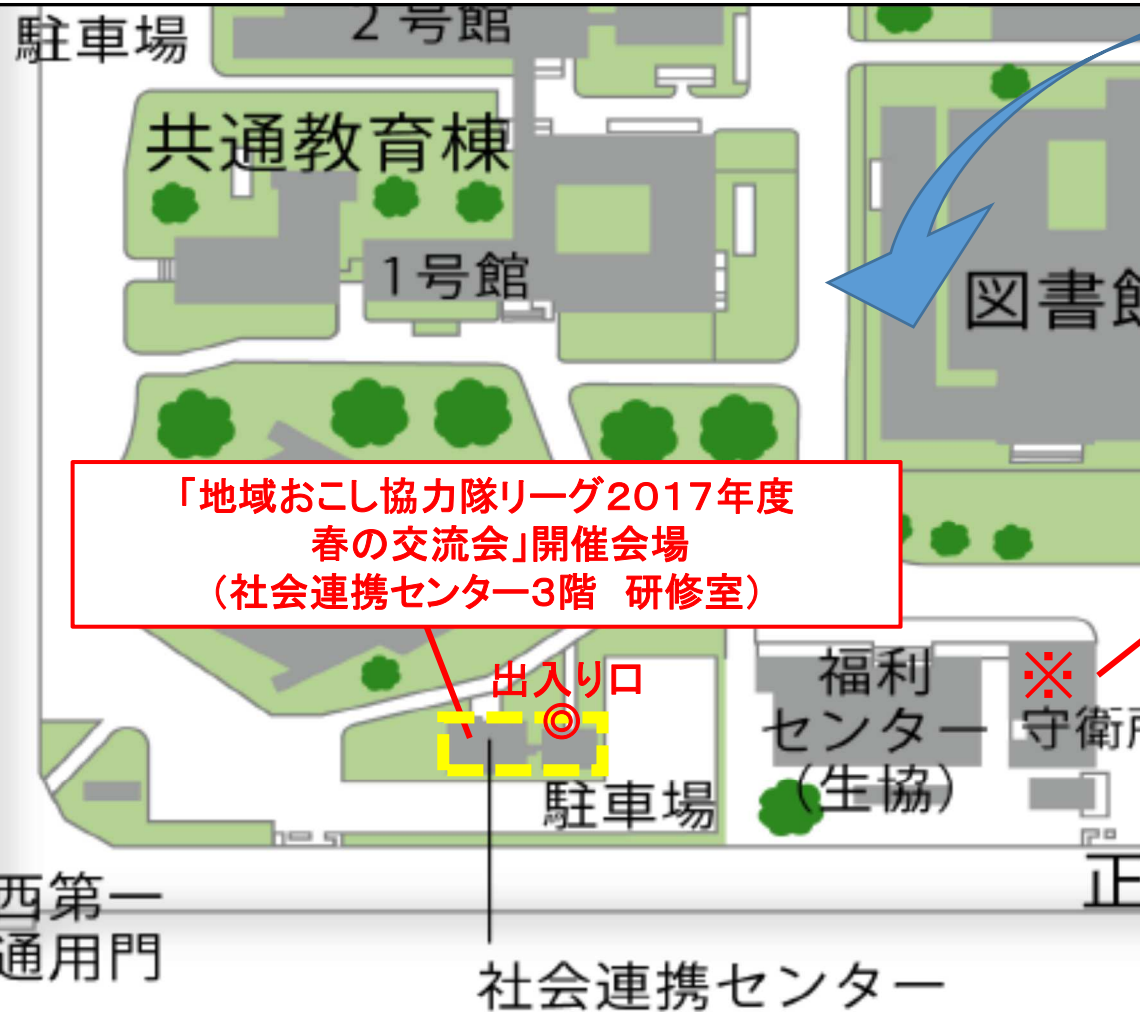 駐車場
2号館
共通教育棟
1号館
図書館
「地域おこし協力隊リーグ2017年度
春の交流会」開催会場
（社会連携センター3階　研修室）
出入り口
◎
福利
センター
（生協）
※
守衛所
駐車場
正
西第一
通用門
社会連携センター